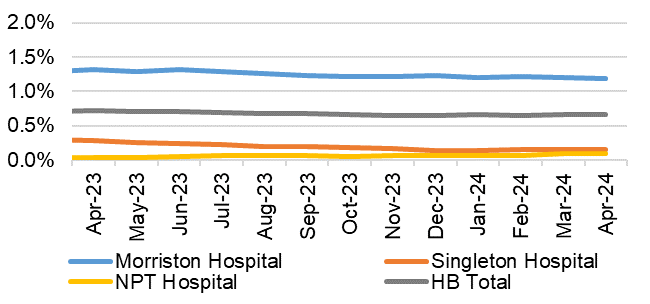 2.0%
1.5%
1.0%
0.5%
0.0%
Apr-23 May-23 Jun-23 Jul-23 Aug-23 Sep-23 Oct-23 Nov-23 Dec-23 Jan-24 Feb-24 Mar-24 Apr-24
Morriston Hospital Singleton Hospital
NPT Hospital HB Total